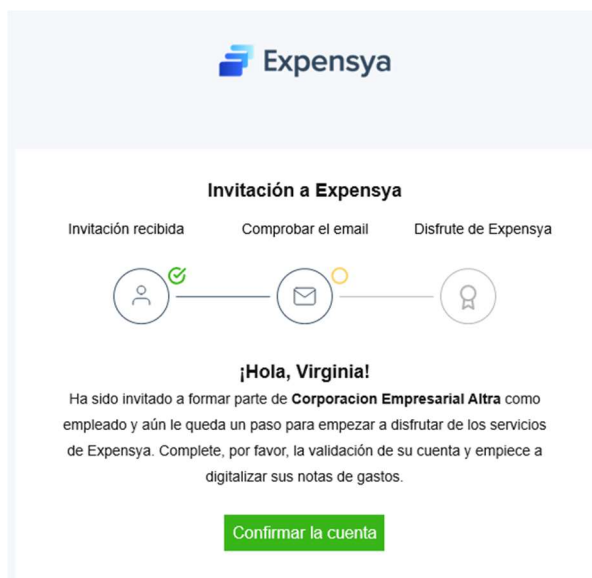 Expensya
Invitación a Expensya
Invitación recibida
Comprobar el email
Disfrute de Expensya
¡Hola, Virginia!
Ha sido invitado a formar parte de Corporacion Empresarial Altra como
empleado y aún le queda un paso para empezar a disfrutar de los servicios
de Expensya. Complete, por favor, la validación de su cuenta y empiece a
digitalizar sus notas de gastos.
Confirmar la cuenta